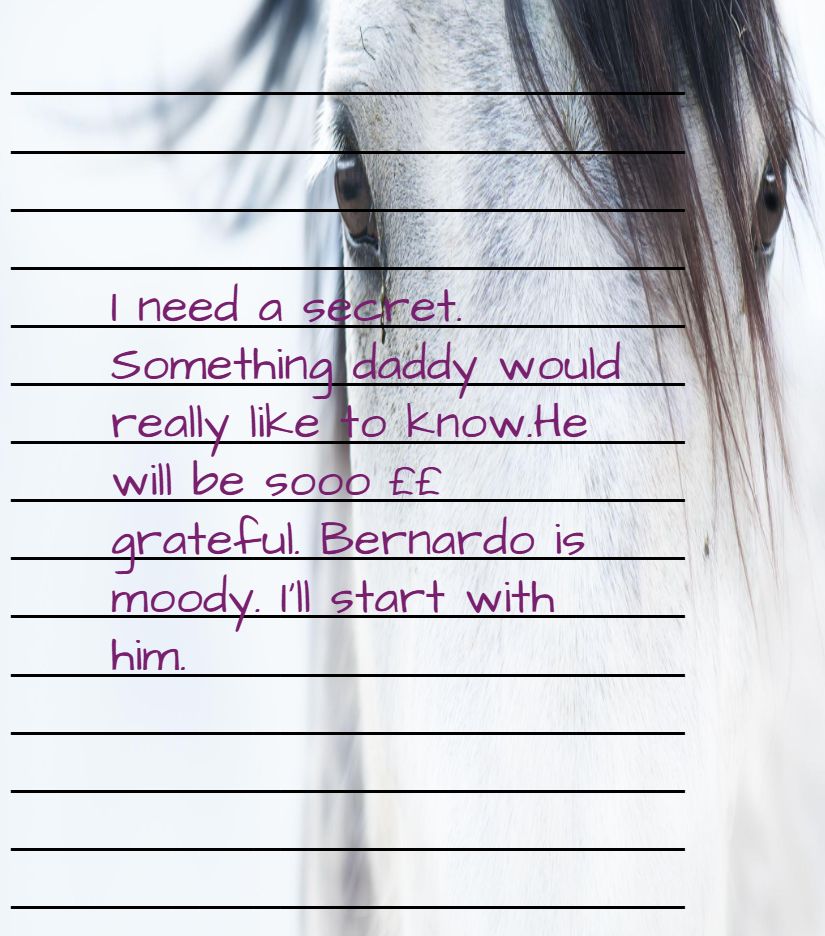 I need a secret.
Something daddy would
really like to know.He
will be sooo ££
grateful. Bernardo is
moody. I'll start with
him.